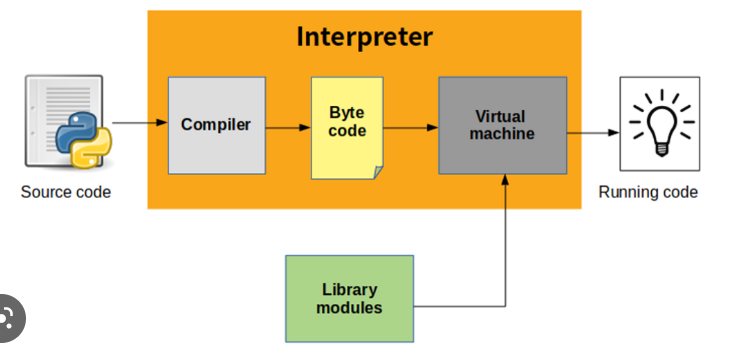 Interpreter
Compiler
Byte
code
Virtual
machine
Source code
Running code
Library
modules